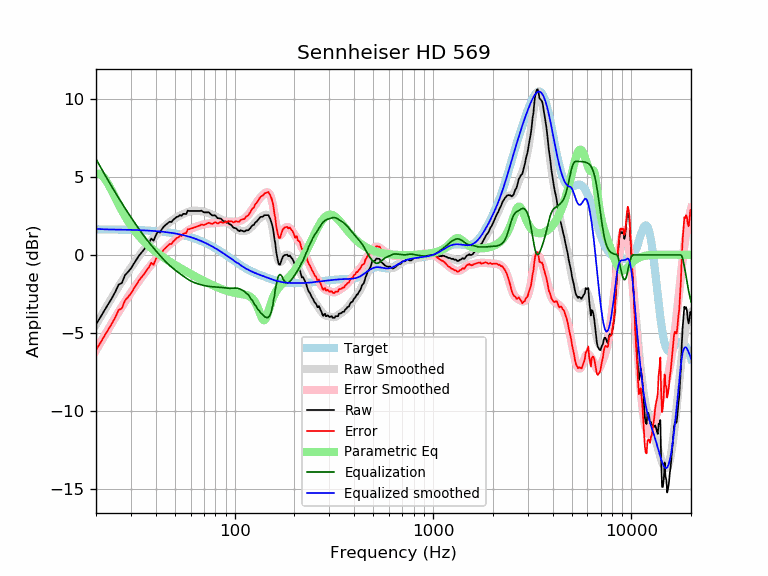 Sennheiser HD 569
Amplitude (dBr)
10
5
0
−5
−10
−15
Target
Raw Smoothed
Error Smoothed
Raw
Error
Parametric Eq
Equalization
Equalized smoothed
100
1000
10000
Frequency (Hz)